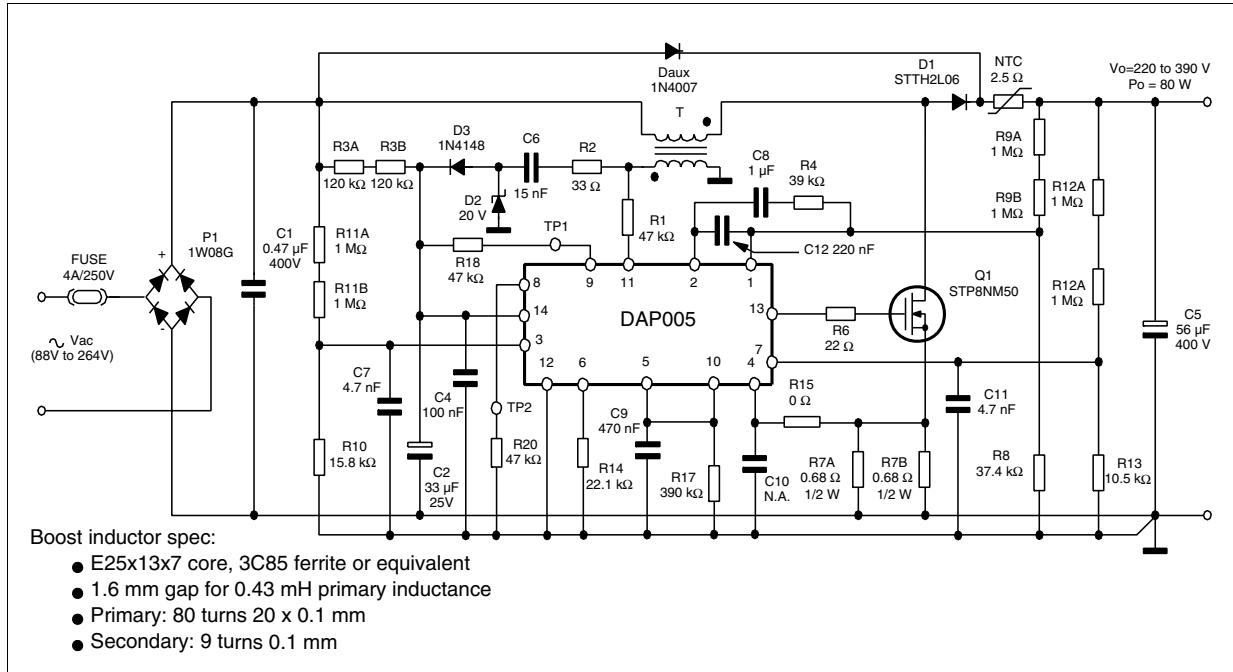 Daux
1N4007
T
D1
STTH2L06
NTC
2.5 Ω
Vo=220 to 390 V
Po = 80 W
R3A
120 kΩ
R3B
120 kΩ
D3
1N4148
C6
15 nF
R2
33 Ω
D2
20 V
C8
1 µF
R4
39 kΩ
R9A
1 MΩ
R9B
1 MΩ
R12A
1 MΩ
R12A
1 MΩ
R1
47 kΩ
C12 220 nF
TP1
R18
47 kΩ
R11A
1 MΩ
R11B
1 MΩ
C1
0.47 µF
400V
P1
1W08G
+
-
FUSE
4A/250V
Vac
(88V to 264V)
9
11
2
1
8
14
3
13
7
12
6
5
10
4
DAP005
Q1
STP8NM50
R6
22 Ω
C5
56 µF
400 V
C7
4.7 nF
C4
100 nF
TP2
R20
47 kΩ
R10
15.8 kΩ
C2
33 µF
25V
R14
22.1 kΩ
C9
470 nF
R17
390 kΩ
C10
N.A.
R15
0 Ω
R7A
0.68 Ω
1/2 W
R7B
0.68 Ω
1/2 W
C11
4.7 nF
R8
37.4 kΩ
R13
10.5 kΩ
Boost inductor spec:
● E25x13x7 core, 3C85 ferrite or equivalent
● 1.6 mm gap for 0.43 mH primary inductance
● Primary: 80 turns 20 x 0.1 mm
● Secondary: 9 turns 0.1 mm